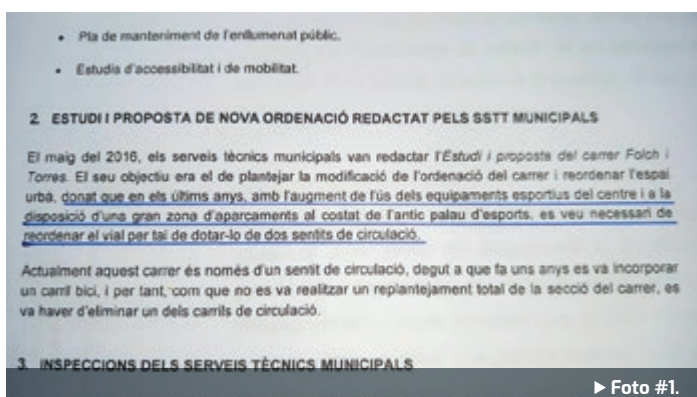 • Pla de manteniment de l'enllumenat públic.
• Estudis d'accessibilitat i de mobilitat.
2 ESTUDI I PROPOSTA DE NOVA ORDENACIÓ REDACTAT PELS SSTT MUNICIPALS
El maig del 2016, els serveis tècnics municipals van redactar l'Estudi i proposta del carrer Folch i
Torres. El seu objectiu era el de plantejar la modificació de l'ordenació del carrer i reordenar l'espai
urbà, donat que en els últims anys, amb l'augment de l'ús dels equipaments esportius del centre i a la
disposició d'una gran zona d'aparcaments al costat de l'antic palau d'esports, es veu necessari de
reordenar el vial per tal de dotar-lo de dos sentits de circulació.
Actualment aquest carrer és només d'un sentit de circulació, degut a que fa uns anys es va incorporar
un carril bici, i per tant, com que no es va realitzar un replantejament total de la secció del carrer, es
va haver d'eliminar un dels carrils de circulació.
3. INSPECCIONS DELS SERVEIS TÈCNICS MUNICIPALS
▶ Foto #1.